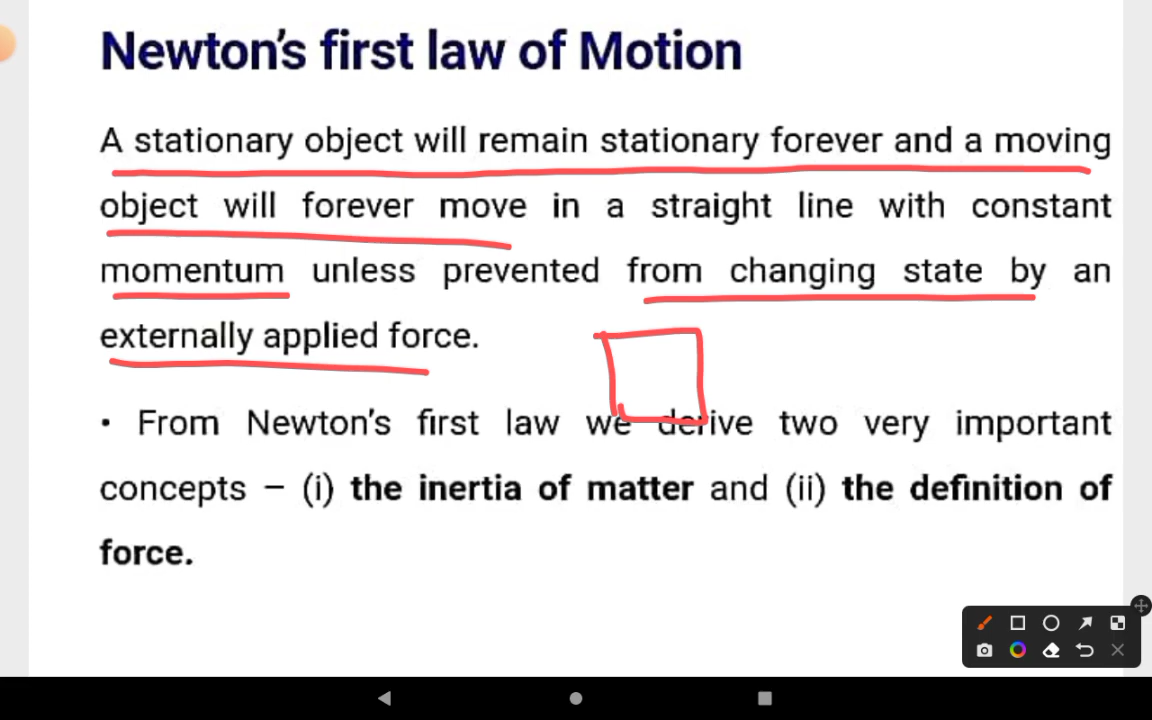 Newton's first law of Motion
A stationary object will remain stationary forever and a moving
object will forever move in a straight line with constant
momentum unless prevented from changing state by an
externally applied force.
• From Newton's first law we derive two very important
concepts – (i) the inertia of matter and (ii) the definition of
force.